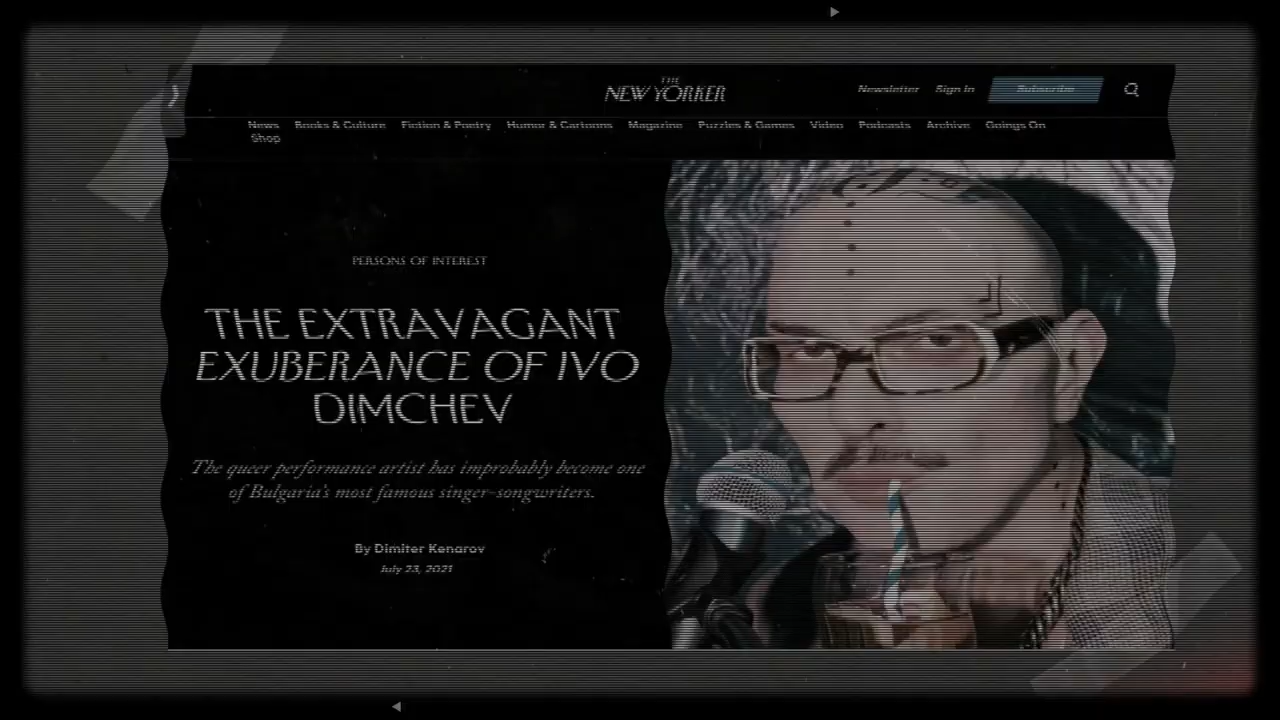 THE
NEW YORKER
Newsletter Sign In Subscribe
News Books & Culture Fiction & Poetry Humor & Cartoons Magazine Puzzles & Games Video Podcasts Archive Goings On
Shop
PERSONS OF INTEREST
THE EXTRAVAGANT
EXUBERANCE OF IVO
DIMCHEV
The queer performance artist has improbably become one
of Bulgaria's most famous singer-songwriters.
By Dimiter Kenarov
July 23, 2021